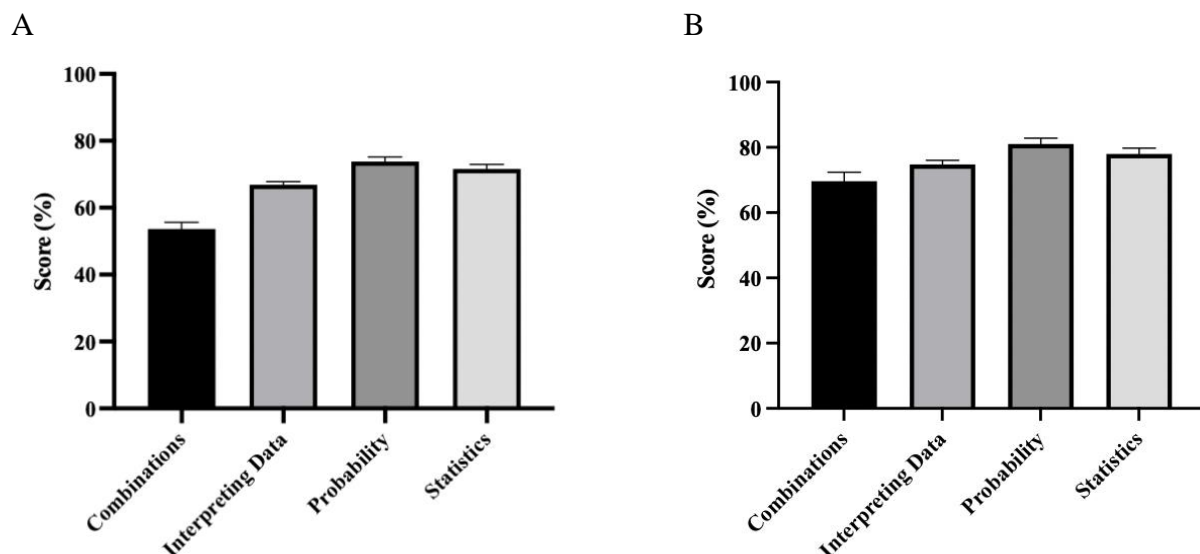 A
B
Score (%)
100
80
60
40
20
0
Combinations
Interpreting Data
Probability
Statistics
Score (%)
100
80
60
40
20
0
Combinations
Interpreting Data
Probability
Statistics